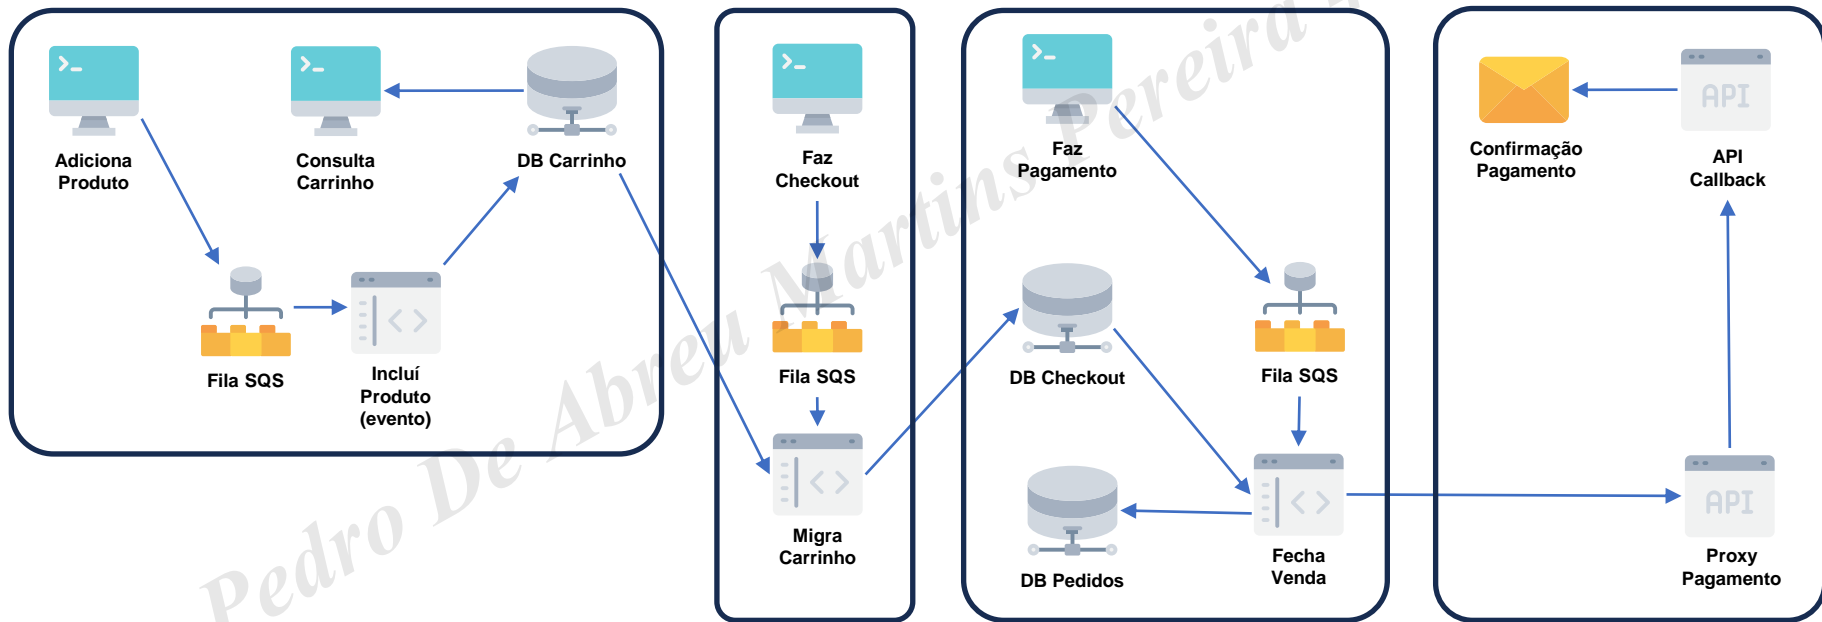 Adiciona
Produto
Consulta
Carrinho
DB Carrinho
Fila SQS
Incluí
Produto
(evento)
Faz
Checkout
Fila SQS
Migra
Carrinho
Faz
Pagamento
DB Checkout
Fila SQS
DB Pedidos
Fecha
Venda
Confirmação
Pagamento
API
API
Callback
API
Proxy
Pagamento
Pedro De Abreu Martins Pereira